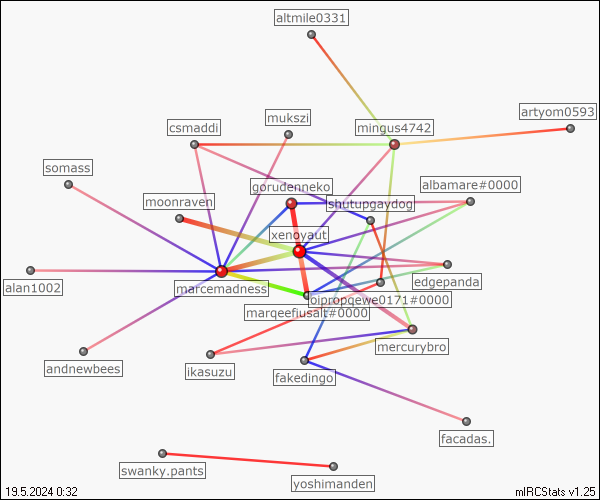 altmile0331
artyom0593
mukszi
csmaddi
mingus4742
somass
albamare#0000
gorudenneko
moonraven
shutupgaydog
xenoyaut
edgepanda
alan1002
marcemadness
oipropqewe0171#0000
marqeefiusalt#0000
mercurybro
andnewbees
ikasuzu
fakedingo
facadas.
swanky.pants
yoshimanden
19.5.2024 0:32
mIRCStats v1.25